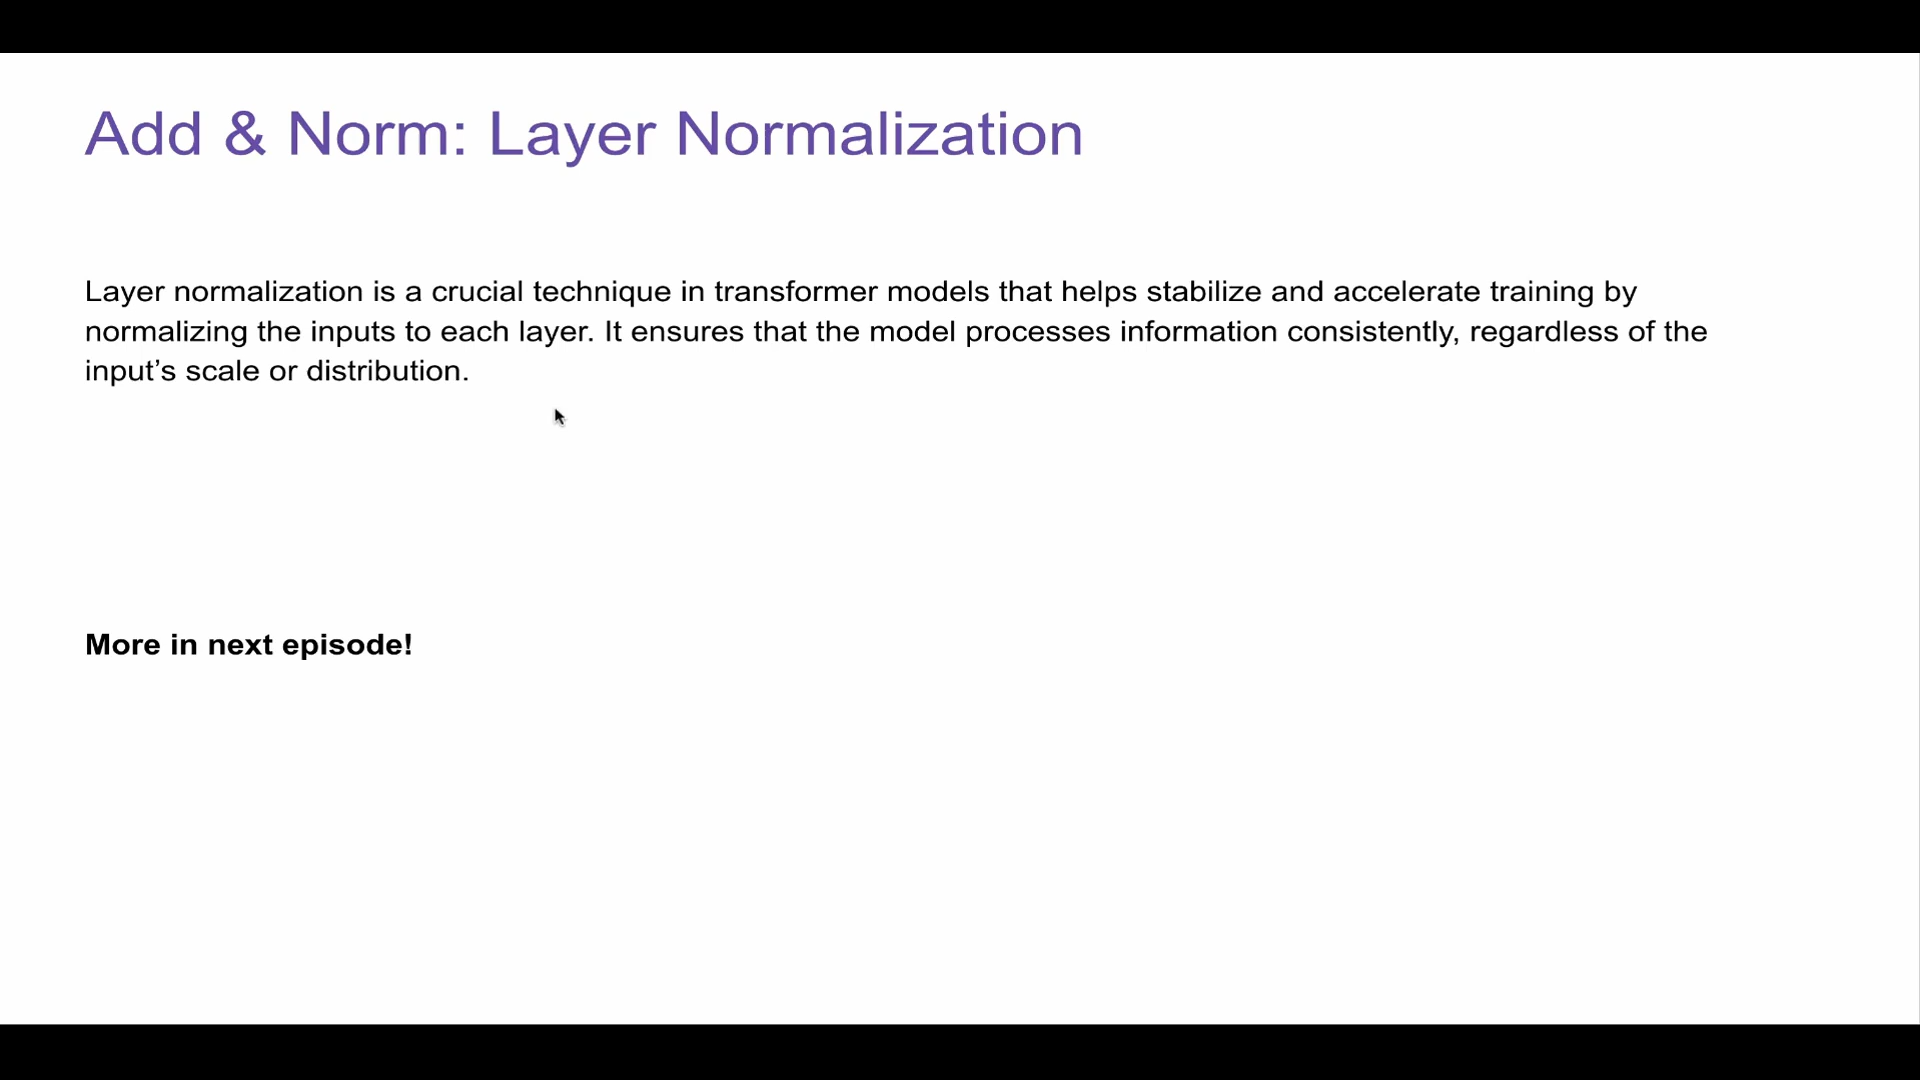 Add & Norm: Layer Normalization
Layer normalization is a crucial technique in transformer models that helps stabilize and accelerate training by
normalizing the inputs to each layer. It ensures that the model processes information consistently, regardless of the
input’s scale or distribution.
More in next episode!